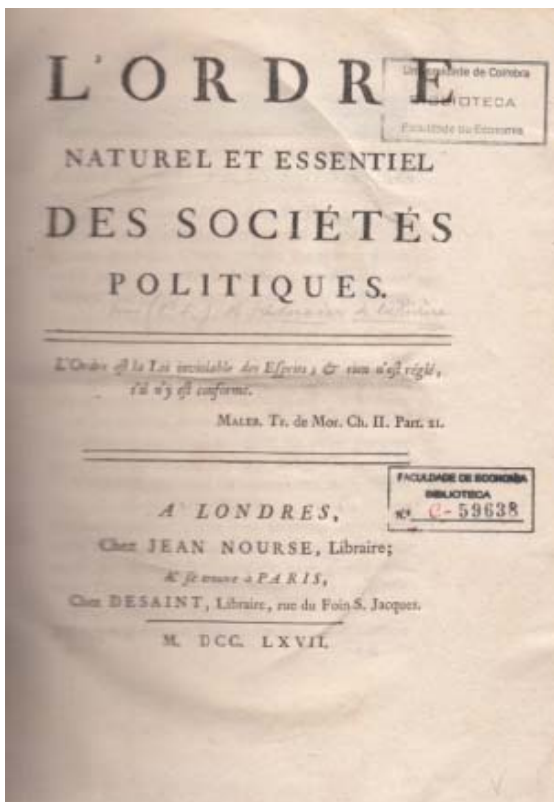 L'ORDRE
Universidade de Coimbra
BIBLIOTECA
Faculdade de Economia
NATUREL ET ESSENTIEL
DES SOCIÉTÉS
POLITIQUES.
L'Ordre est la Loi inviolable des Esprits; & rien n'est réglé,
s'il n'y est conforme.
MALEB. Tr. de Mor. Ch. II. Part. 21.
FACULDADE DE ECONOMIA
BIBLIOTECA
Nº C-59638
A LONDRES,
Chez JEAN NOURSE, Libraire;
& se trouve à PARIS,
Chez DESAINT, Libraire, rue du Foin S. Jacques.
M. DCC. LXVII.